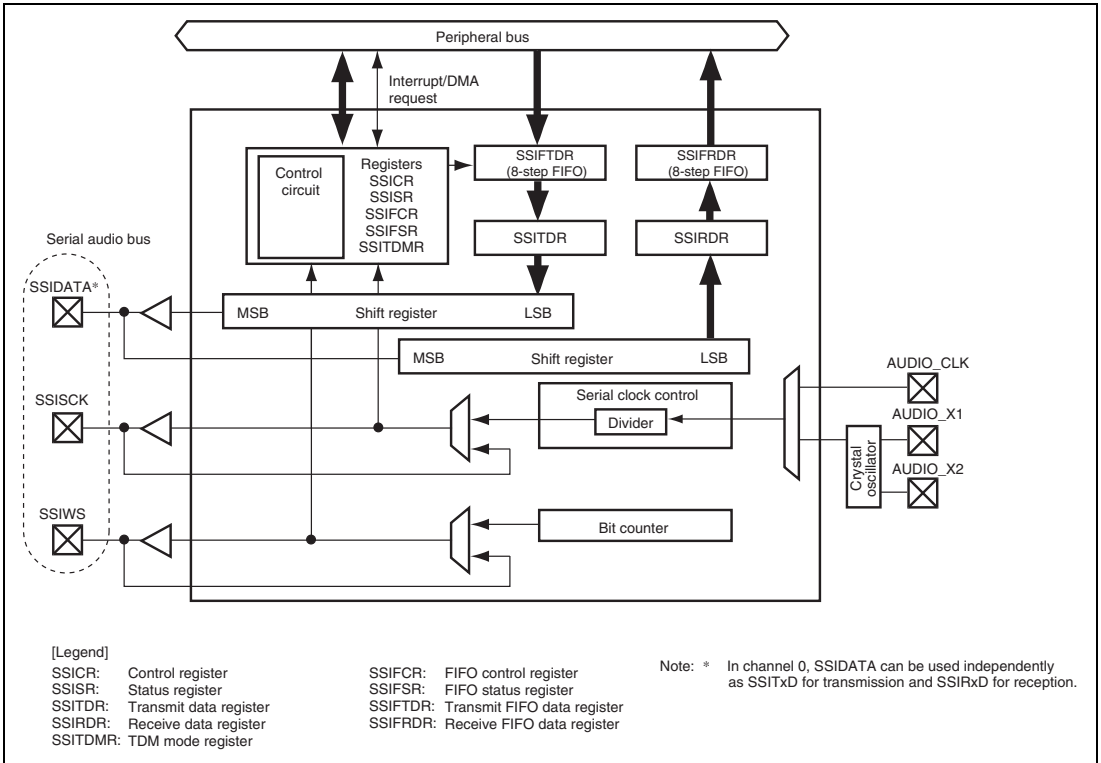 Peripheral bus
Interrupt/DMA
request
Control
circuit
Registers
SSICR
SSISR
SSIFCR
SSIFSR
SSITDMR
SSIFTDR
(8-step FIFO)
SSIFRDR
(8-step FIFO)
SSITDR
SSIRDR
Serial audio bus
SSIDATA*
MSB Shift register LSB
MSB Shift register LSB
SSISCK
Serial clock control
Divider
AUDIO_CLK
AUDIO_X1
AUDIO_X2
Crystal
oscillator
SSIWS
Bit counter
[Legend]
SSICR: Control register
SSISR: Status register
SSITDR: Transmit data register
SSIRDR: Receive data register
SSITDMR: TDM mode register
SSIFCR: FIFO control register
SSIFSR: FIFO status register
SSIFTDR: Transmit FIFO data register
SSIFRDR: Receive FIFO data register
Note: * In channel 0, SSIDATA can be used independently
as SSITxD for transmission and SSIRxD for reception.